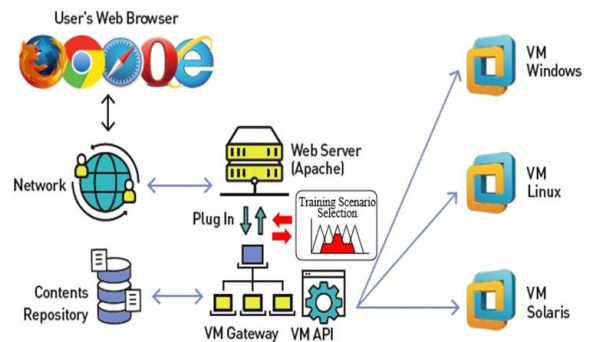 User's Web Browser
VM
Windows
Web Server
(Apache)
Network
Plug In
Training Scenario
Selection
VM
Linux
Contents
Repository
VM Gateway
VM API
VM
Solaris